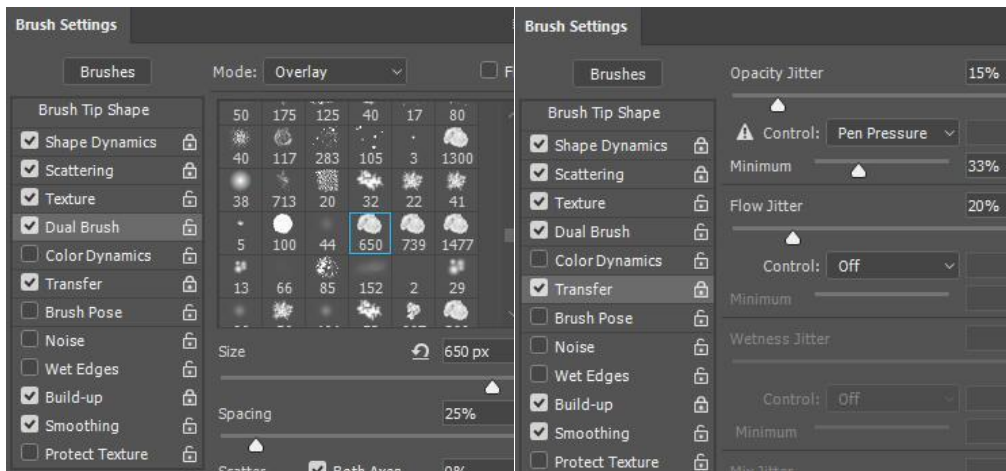 Brush Settings
Brushes
Mode: Overlay
Brush Tip Shape
50 175 125 40 17 80
Shape Dynamics
40 117 283 105 3 1300
Scattering
38 713 20 32 22 41
Texture
Dual Brush
5 100 44 650 739 1477
Color Dynamics
13 66 85 152 2 29
Transfer
Brush Pose
Noise
Size 650 px
Wet Edges
Build-up
Spacing 25%
Smoothing
Protect Texture
Both Axes 0%
Brush Settings
Brushes
Opacity Jitter 15%
Brush Tip Shape
Control: Pen Pressure
Shape Dynamics
Scattering
Minimum 33%
Texture
Flow Jitter 20%
Dual Brush
Color Dynamics
Control: Off
Transfer
Minimum
Brush Pose
Noise
Wetness Jitter
Wet Edges
Build-up
Control: Off
Smoothing
Minimum
Protect Texture